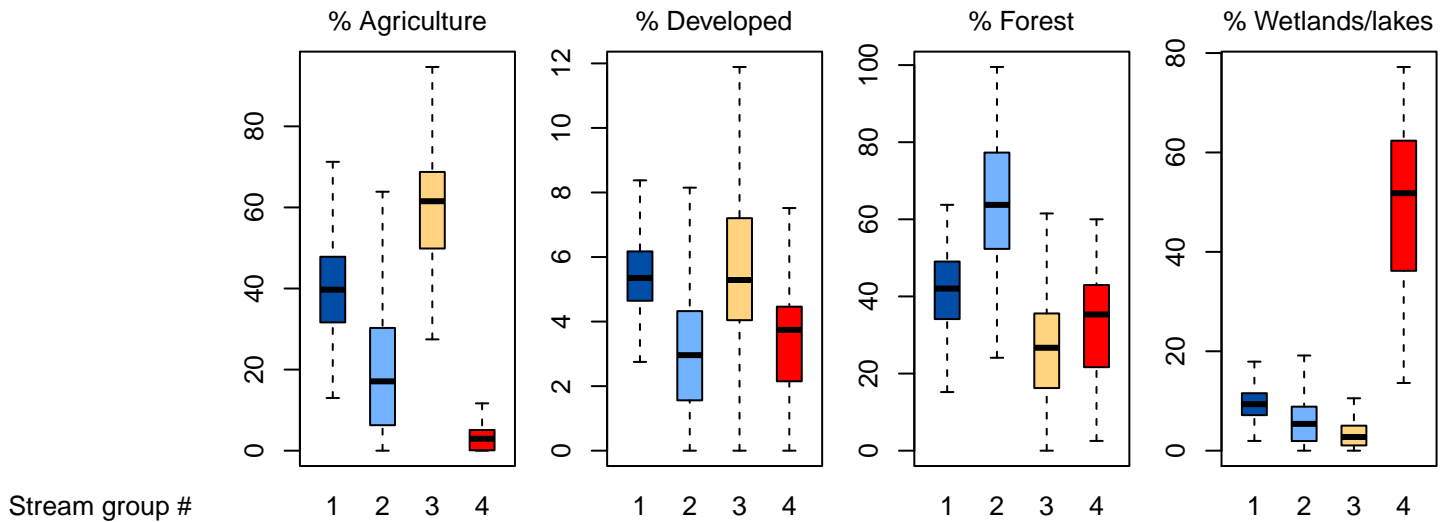 % Agriculture % Developed % Forest % Wetlands/lakes
0 20 40 60 80
0 2 4 6 8 10 12
0 20 40 60 80 100
0 20 40 60 80
Stream group # 1 2 3 4 1 2 3 4 1 2 3 4 1 2 3 4